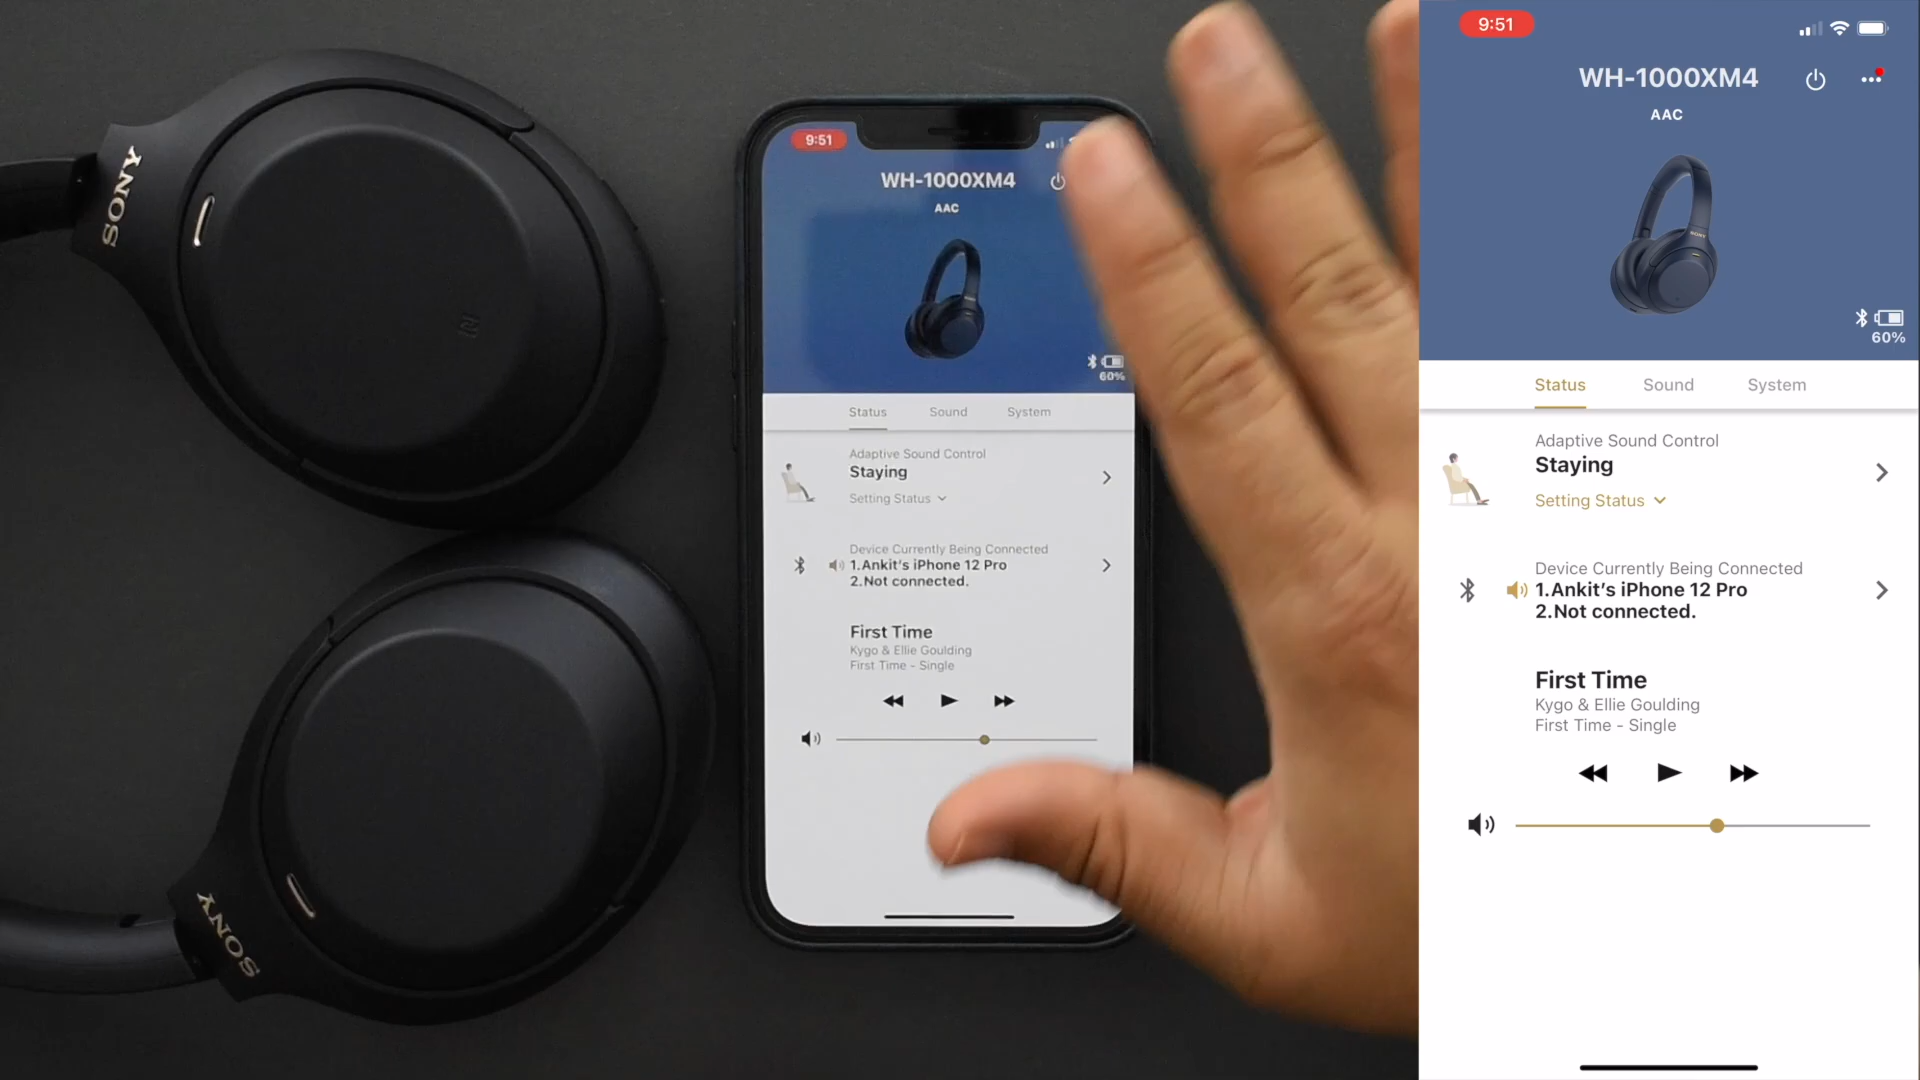 SONY
SONY
9:51
WH-1000XM4
AAC
60%
Status Sound System
Adaptive Sound Control
Staying
Setting Status
Device Currently Being Connected
1.Ankit's iPhone 12 Pro
2.Not connected.
First Time
Kygo & Ellie Goulding
First Time - Single
9:51
WH-1000XM4
AAC
SONY
60%
Status Sound System
Adaptive Sound Control
Staying
Setting Status
Device Currently Being Connected
1.Ankit's iPhone 12 Pro
2.Not connected.
First Time
Kygo & Ellie Goulding
First Time - Single